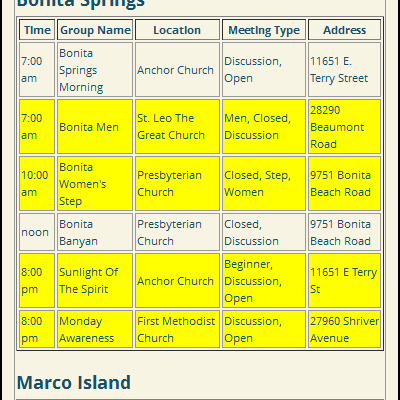 Bonita Springs
Time Group Name Location Meeting Type Address
7:00 am Bonita Springs Morning Anchor Church Discussion, Open 11651 E. Terry Street
7:00 am Bonita Men St. Leo The Great Church Men, Closed, Discussion 28290 Beaumont Road
10:00 am Bonita Women's Step Presbyterian Church Closed, Step, Women 9751 Bonita Beach Road
noon Bonita Banyan Presbyterian Church Closed, Discussion 9751 Bonita Beach Road
8:00 pm Sunlight Of The Spirit Anchor Church Beginner, Discussion, Open 11651 E Terry St
8:00 pm Monday Awareness First Methodist Church Discussion, Open 27960 Shriver Avenue
Marco Island